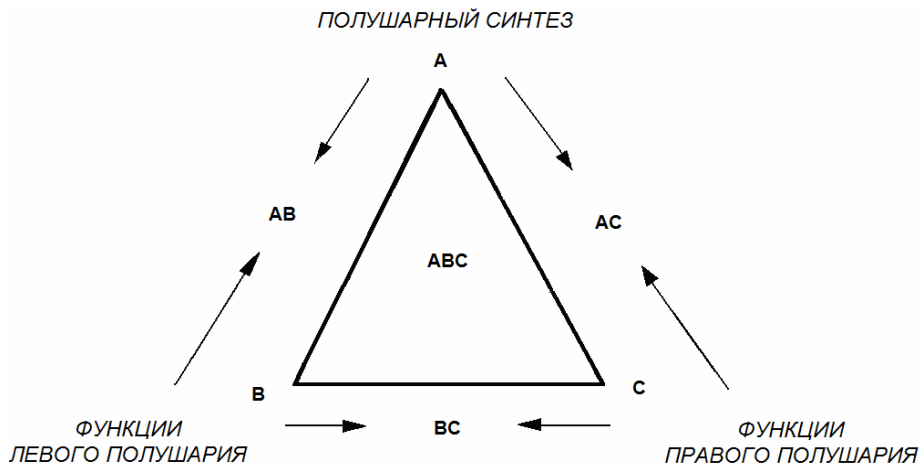 ПОЛУШАРНЫЙ СИНТЕЗ
A
AB
AC
ABC
B
C
BC
ФУНКЦИИ
ЛЕВОГО ПОЛУШАРИЯ
ФУНКЦИИ
ПРАВОГО ПОЛУШАРИЯ